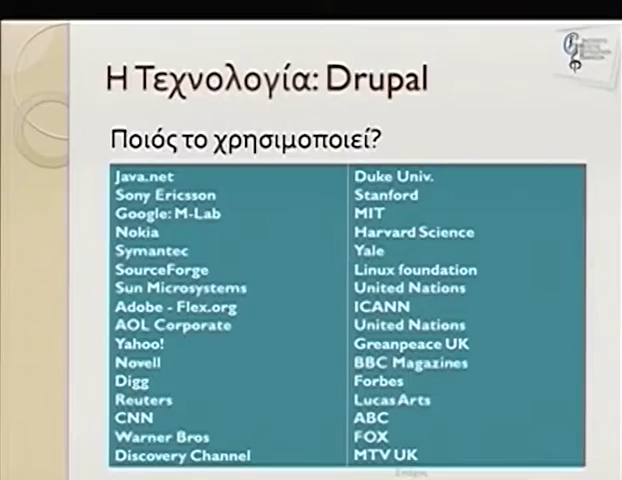 Η Τεχνολογία: Drupal
Ποιός το χρησιμοποιεί?
Java.net
Sony Ericsson
Google: M-Lab
Nokia
Symantec
SourceForge
Sun Microsystems
Adobe - Flex.org
AOL Corporate
Yahoo!
Novell
Digg
Reuters
CNN
Warner Bros
Discovery Channel
Duke Univ.
Stanford
MIT
Harvard Science
Yale
Linux foundation
United Nations
ICANN
United Nations
Greanpeace UK
BBC Magazines
Forbes
Lucas Arts
ABC
FOX
MTV UK